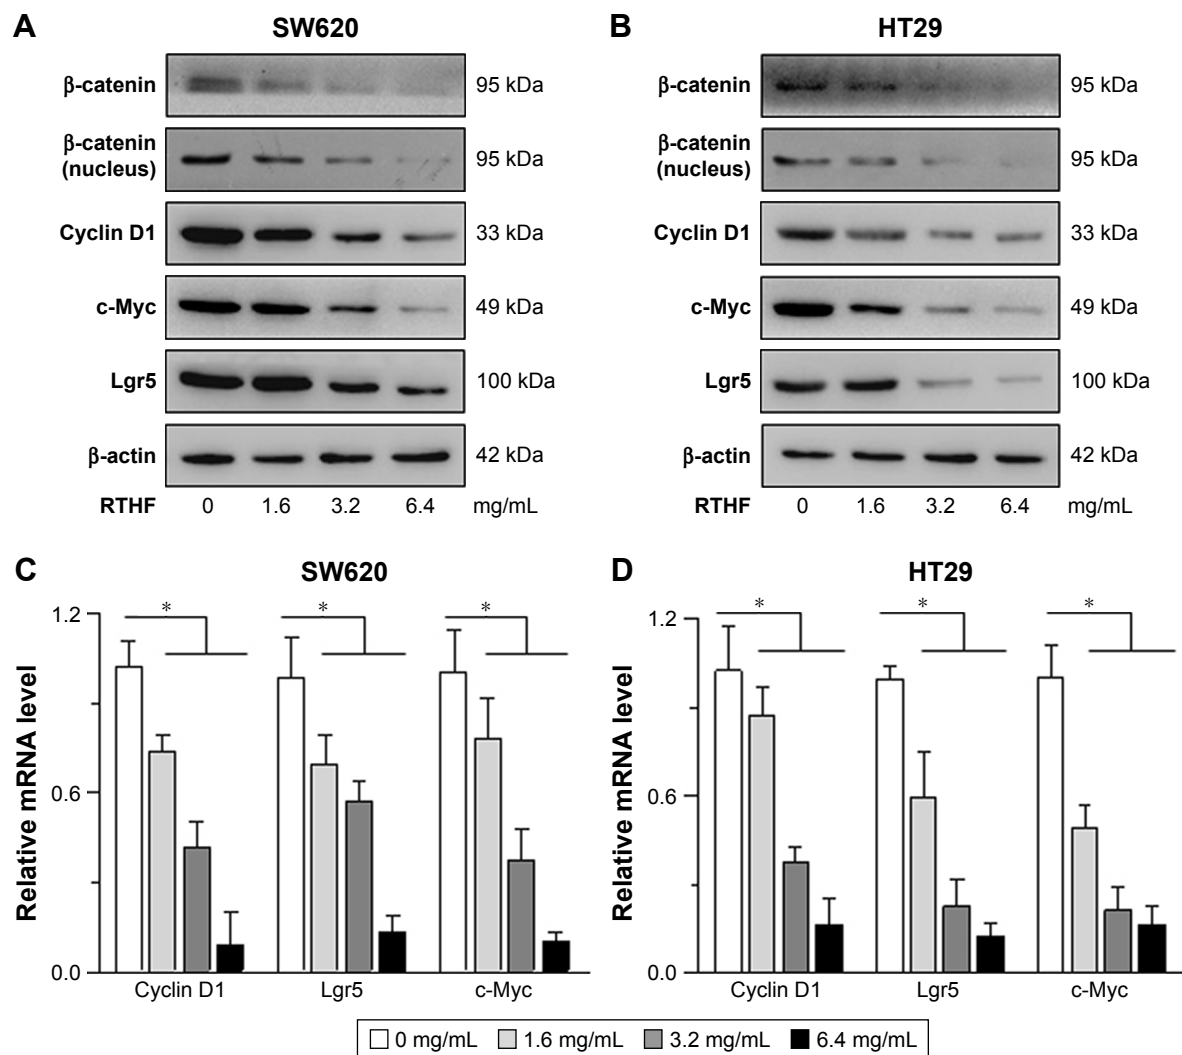 A SW620
β-catenin 95 kDa
β-catenin
(nucleus) 95 kDa
Cyclin D1 33 kDa
c-Myc 49 kDa
Lgr5 100 kDa
β-actin 42 kDa
RTHF 0 1.6 3.2 6.4 mg/mL
B HT29
β-catenin 95 kDa
β-catenin
(nucleus) 95 kDa
Cyclin D1 33 kDa
c-Myc 49 kDa
Lgr5 100 kDa
β-actin 42 kDa
RTHF 0 1.6 3.2 6.4 mg/mL
C SW620
Relative mRNA level
1.2
0.6
0.0
* * *
Cyclin D1 Lgr5 c-Myc
D HT29
Relative mRNA level
1.2
0.6
0.0
* * *
Cyclin D1 Lgr5 c-Myc
0 mg/mL 1.6 mg/mL 3.2 mg/mL 6.4 mg/mL